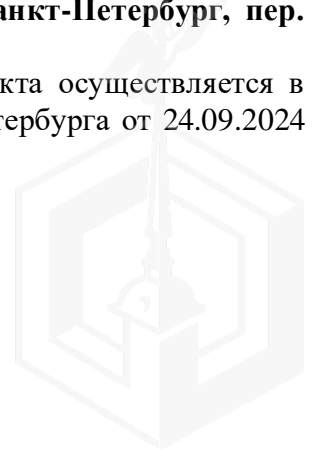 анкт-Петербург, пер.
кта осуществляется в
тербурга от 24.09.2024